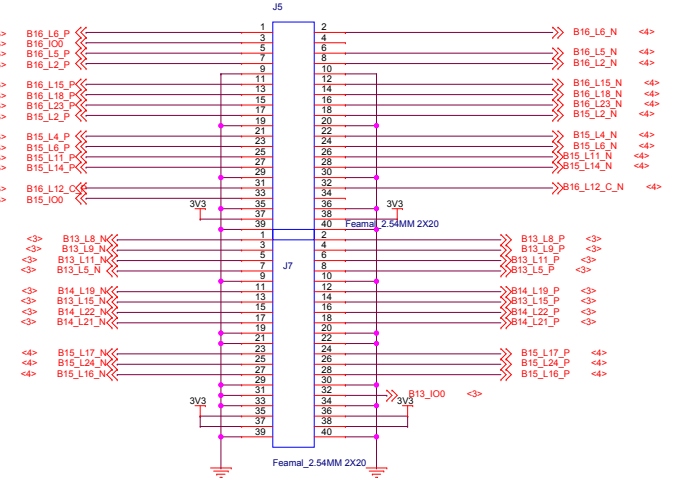 J5
B16_L6_P 1 2 B16_L6_N <4>
B16_IO0 3 4
B16_L5_P 5 6 B16_L5_N <4>
B16_L2_P 7 8 B16_L2_N <4>
9 10
B16_L15_P 11 12 B16_L15_N <4>
B16_L18_P 13 14 B16_L18_N <4>
B16_L23_P 15 16 B16_L23_N <4>
B15_L2_P 17 18 B15_L2_N <4>
19 20
B15_L4_P 21 22 B15_L4_N <4>
B15_L6_P 23 24 B15_L6_N <4>
B15_L11_P 25 26 B15_L11_N <4>
B15_L14_P 27 28 B15_L14_N <4>
29 30
B16_L12_C_P 31 32 B16_L12_C_N <4>
B15_IO0 33 34
3V3 35 36 3V3
37 38
39 40 Feamal_2.54MM 2X20
<3> B13_L8_N 1 2 B13_L8_P <3>
<3> B13_L9_N 3 4 B13_L9_P <3>
<3> B13_L11_N 5 6 B13_L11_P <3>
<3> B13_L5_N 7 J7 8 B13_L5_P <3>
9 10
<3> B14_L19_N 11 12 B14_L19_P <3>
<3> B13_L15_N 13 14 B13_L15_P <3>
<3> B14_L22_N 15 16 B14_L22_P <3>
<3> B14_L21_N 17 18 B14_L21_P <3>
19 20
21 22
<4> B15_L17_N 23 24 B15_L17_P <4>
<4> B15_L24_N 25 26 B15_L24_P <4>
<4> B15_L16_N 27 28 B15_L16_P <4>
29 30
31 32 B13_IO0 <3>
3V3 33 34 3V3
35 36
37 38
39 40
Feamal_2.54MM 2X20